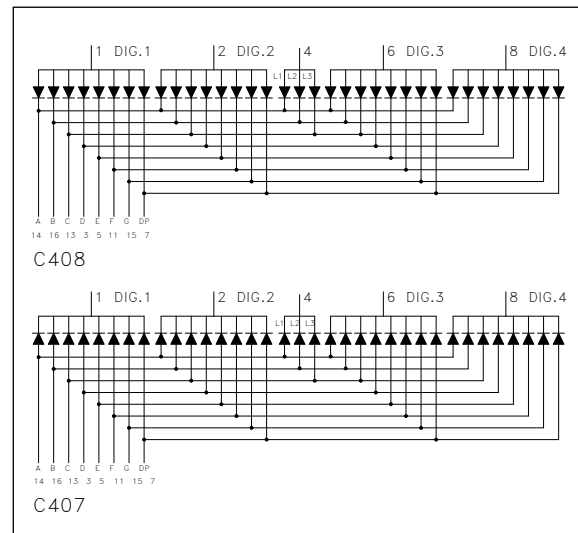 1 DIG.1 2 DIG.2 4 6 DIG.3 8 DIG.4
L1 L2 L3
A B C D E F G DP
14 16 13 3 5 11 15 7
C408
1 DIG.1 2 DIG.2 4 6 DIG.3 8 DIG.4
L1 L2 L3
A B C D E F G DP
14 16 13 3 5 11 15 7
C407